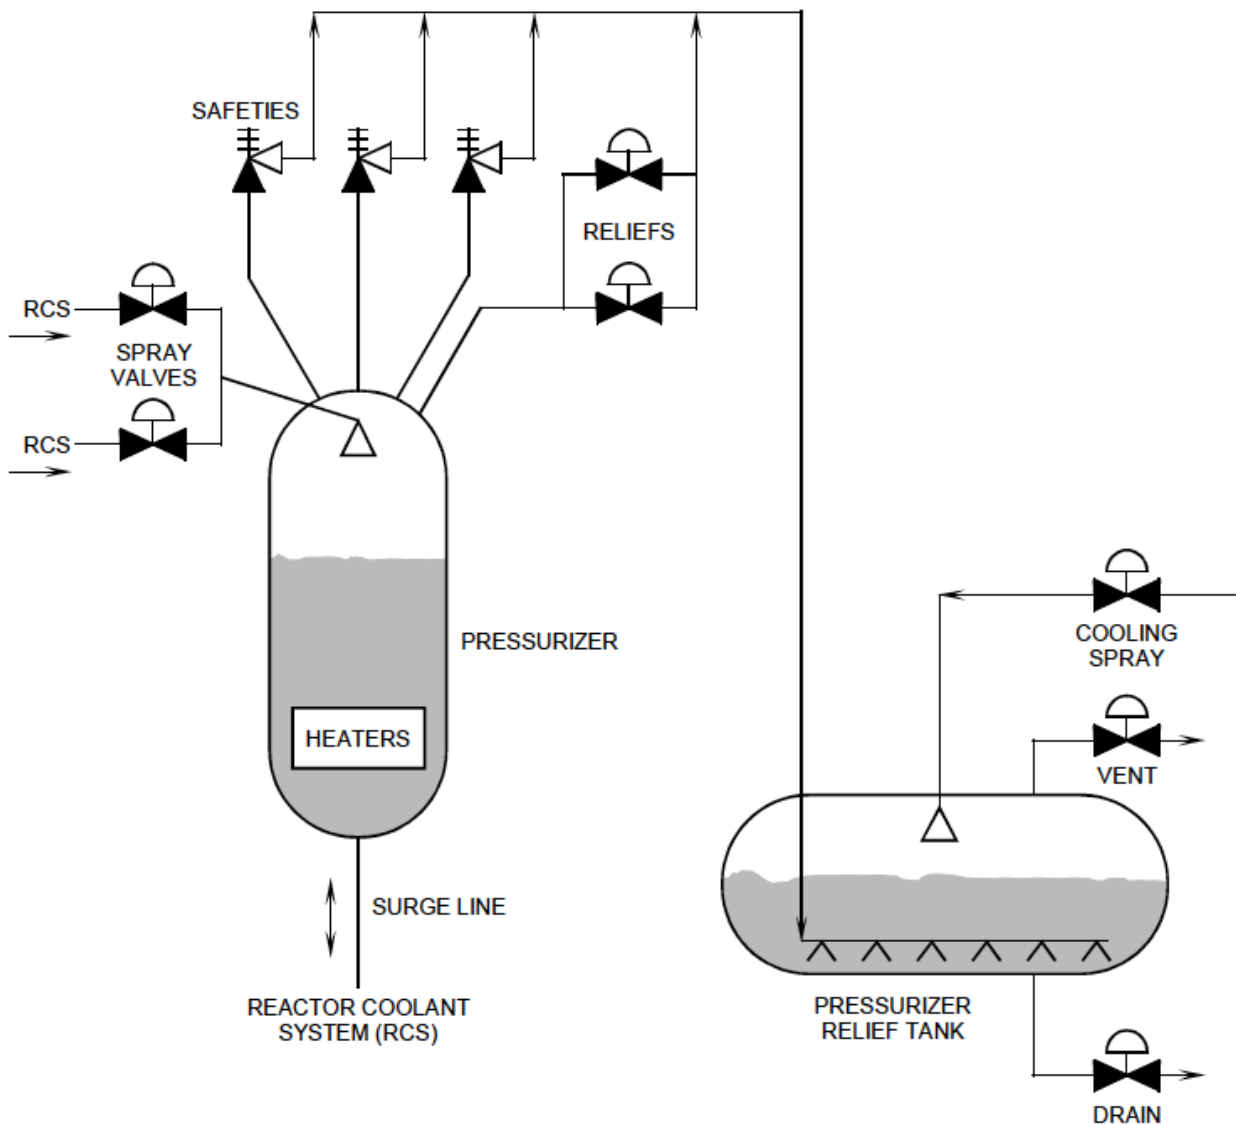 SAFETIES
RELIEFS
RCS
SPRAY
VALVES
RCS
PRESSURIZER
COOLING
SPRAY
HEATERS
VENT
SURGE LINE
REACTOR COOLANT
SYSTEM (RCS)
PRESSURIZER
RELIEF TANK
DRAIN